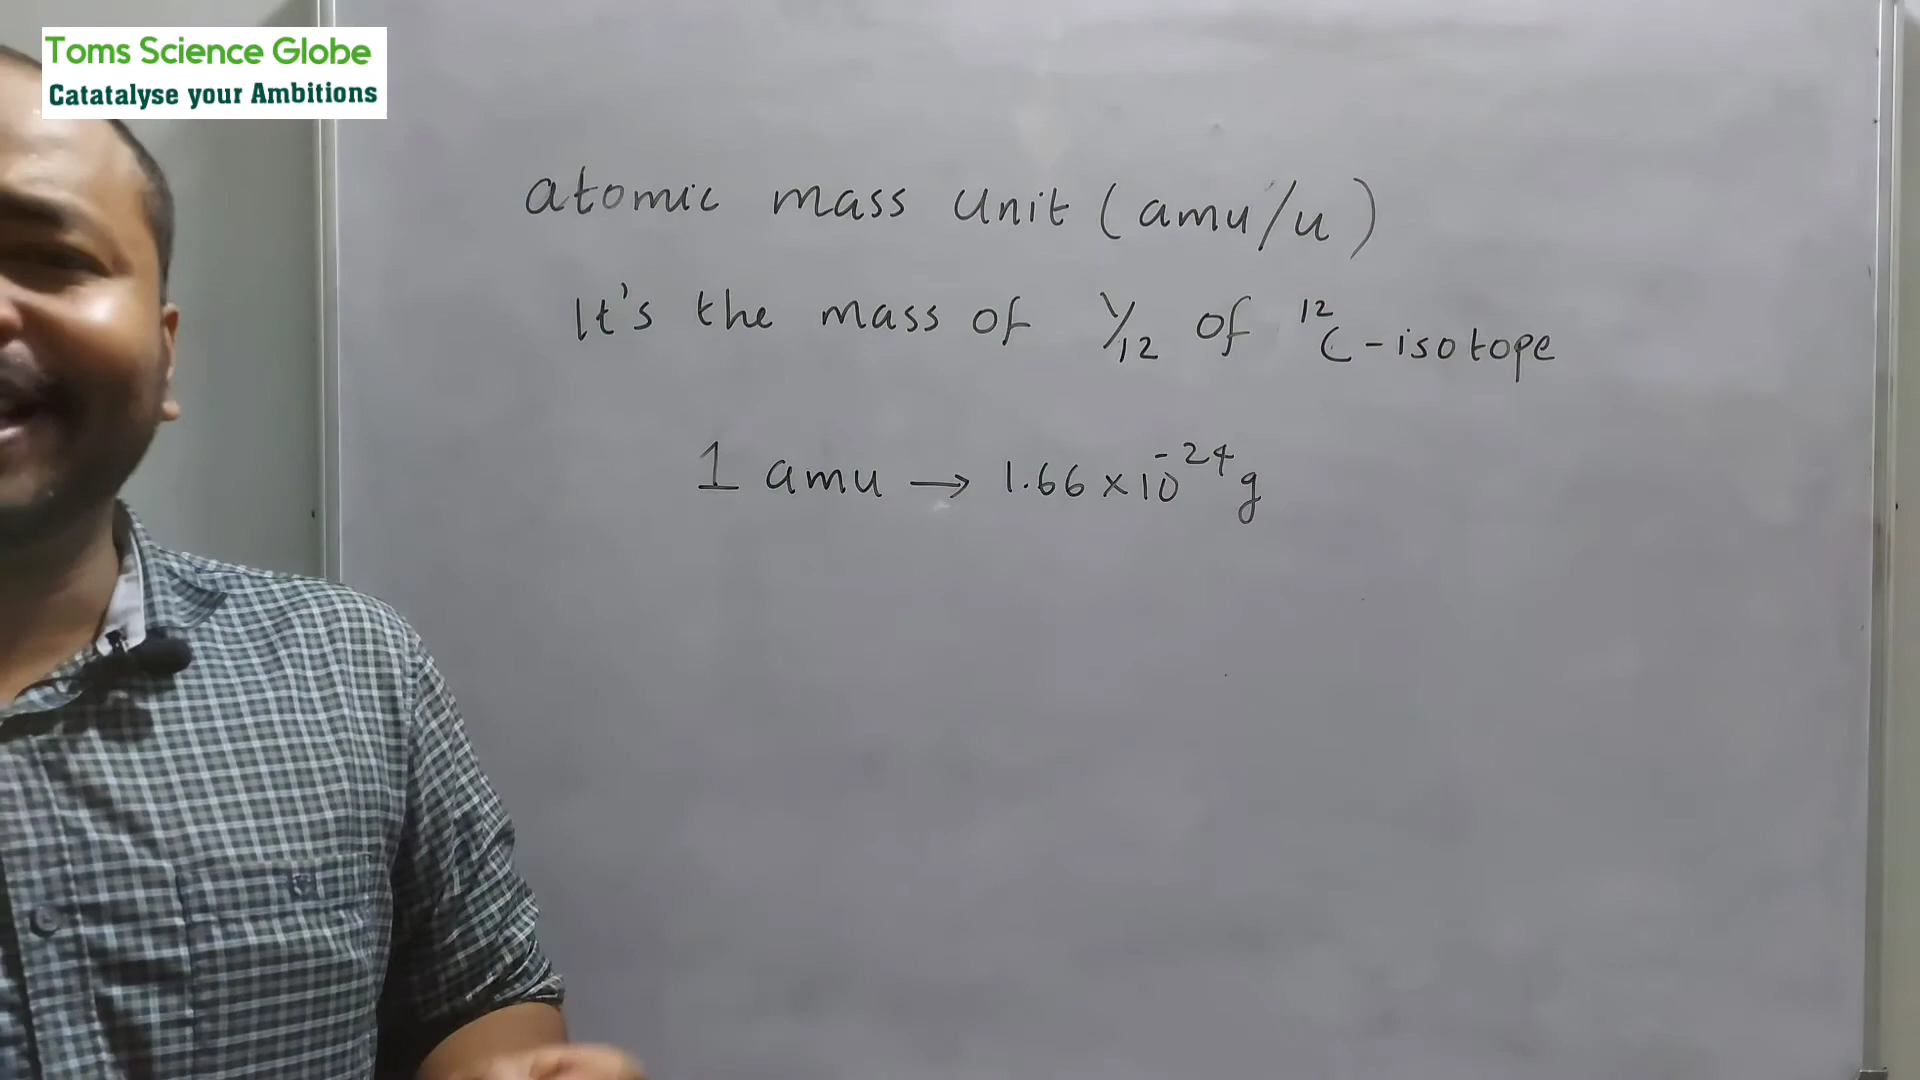 Toms Science Globe
Catatalyse your Ambitions
atomic mass unit (amu/u)
It's the mass of 1/12 of ¹²C-isotope
1 amu → 1.66 × 10⁻²⁴ g